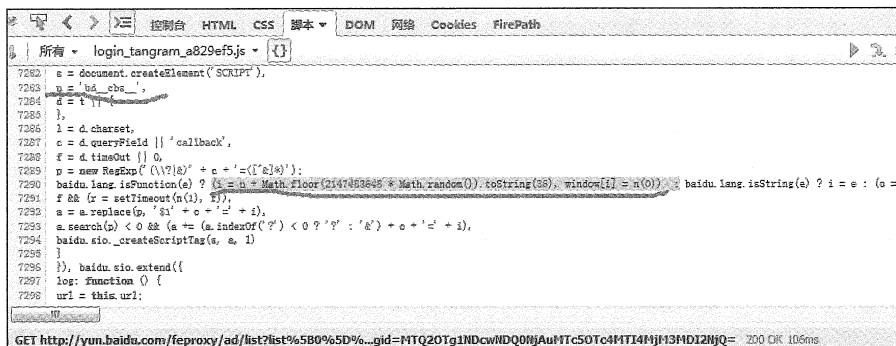 控制台 HTML CSS 脚本 DOM 网络 Cookies FirePath
所有 login_tangram_a829ef5.js {}
7282 s = document.createElement('SCRIPT'),
7283 u = 'bd__cbs__',
7284 d = t || {
7285 },
7286 l = d.charset,
7287 c = d.queryField || 'callback',
7288 f = d.timeOut || 0,
7289 p = new RegExp('(\\?|&)' + c + '=([^&]*)');
7290 baidu.lang.isFunction(e) ? (i = u + Math.floor(2147483648 * Math.random()).toString(36), window[i] = n(0)) : baidu.lang.isString(e) ? i = e : (o =
7291 f && (r = setTimeout(n(1), f)),
7292 a = a.replace(p, '$1' + c + '=' + i),
7293 a.search(p) < 0 && (a += (a.indexOf('?') < 0 ? '?' : '&') + c + '=' + i),
7294 baidu.sio._createScriptTag(s, a, l)
7295 }
7296 }), baidu.sio.extend({
7297 log: function () {
7298 url = this.url;
GET http://yun.baidu.com/feproxy/ad/list?list%5B0%5D%...gid=MTQ2OTg1NDcwNDQ0NjAuMTc5OTc4MTI4MjM3MDI2NjQ= 200 OK 106ms